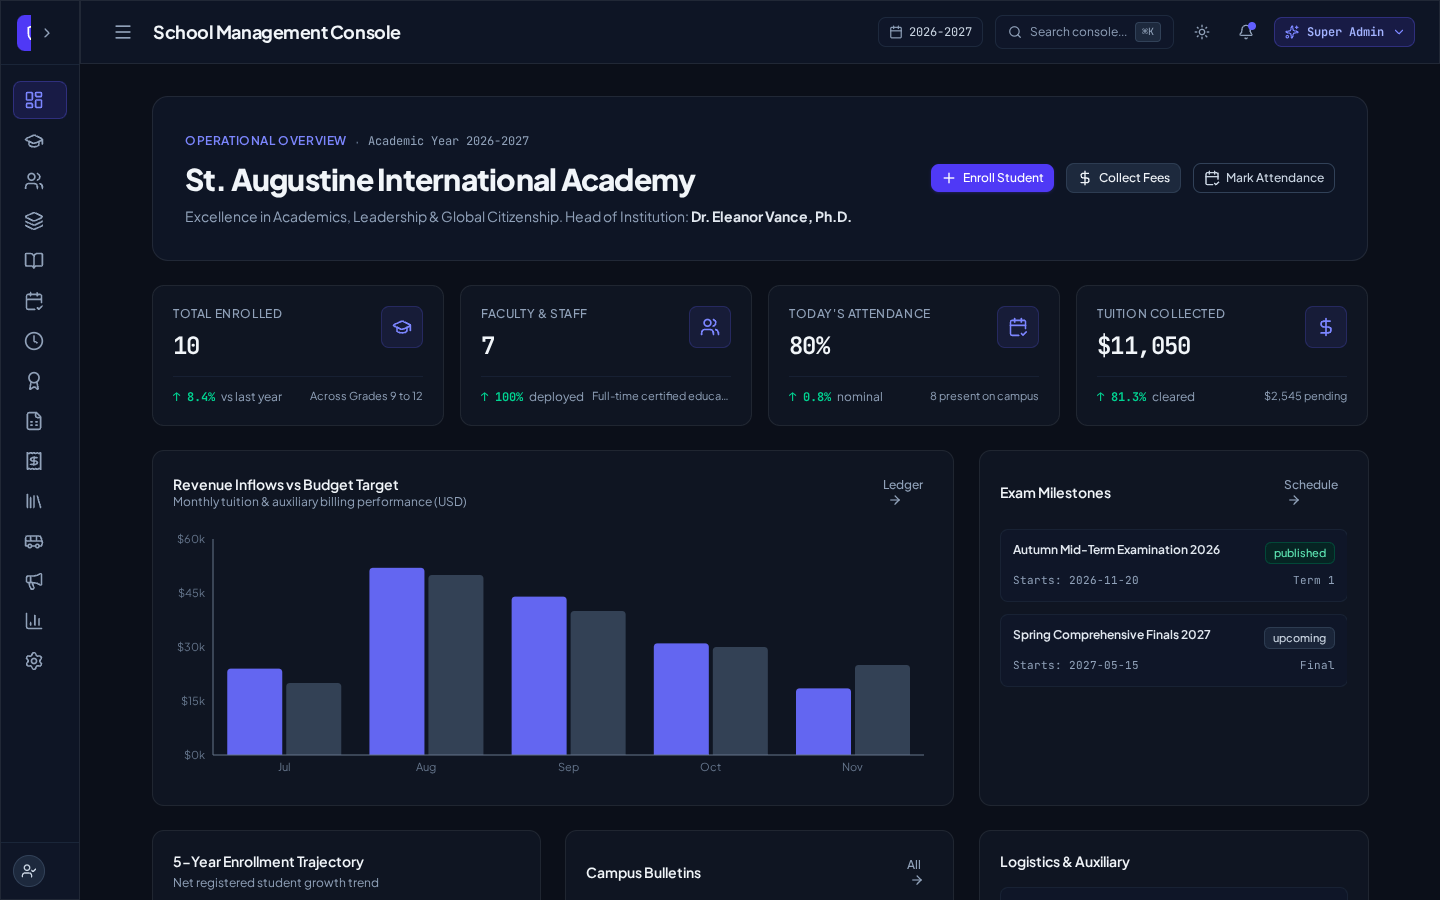 School Management Console
2026-2027
Search console...
⌘K
Super Admin
OPERATIONAL OVERVIEW · Academic Year 2026-2027
St. Augustine International Academy
Excellence in Academics, Leadership & Global Citizenship. Head of Institution: Dr. Eleanor Vance, Ph.D.
Enroll Student
Collect Fees
Mark Attendance
TOTAL ENROLLED
10
↑ 8.4% vs last year
Across Grades 9 to 12
FACULTY & STAFF
7
↑ 100% deployed
Full-time certified educa...
TODAY'S ATTENDANCE
80%
↑ 0.8% nominal
8 present on campus
TUITION COLLECTED
$11,050
↑ 81.3% cleared
$2,545 pending
Revenue Inflows vs Budget Target
Monthly tuition & auxiliary billing performance (USD)
Ledger
→
$60k
$45k
$30k
$15k
$0k
Jul
Aug
Sep
Oct
Nov
Exam Milestones
Schedule
→
Autumn Mid-Term Examination 2026
published
Starts: 2026-11-20
Term 1
Spring Comprehensive Finals 2027
upcoming
Starts: 2027-05-15
Final
5-Year Enrollment Trajectory
Net registered student growth trend
Campus Bulletins
All
→
Logistics & Auxiliary